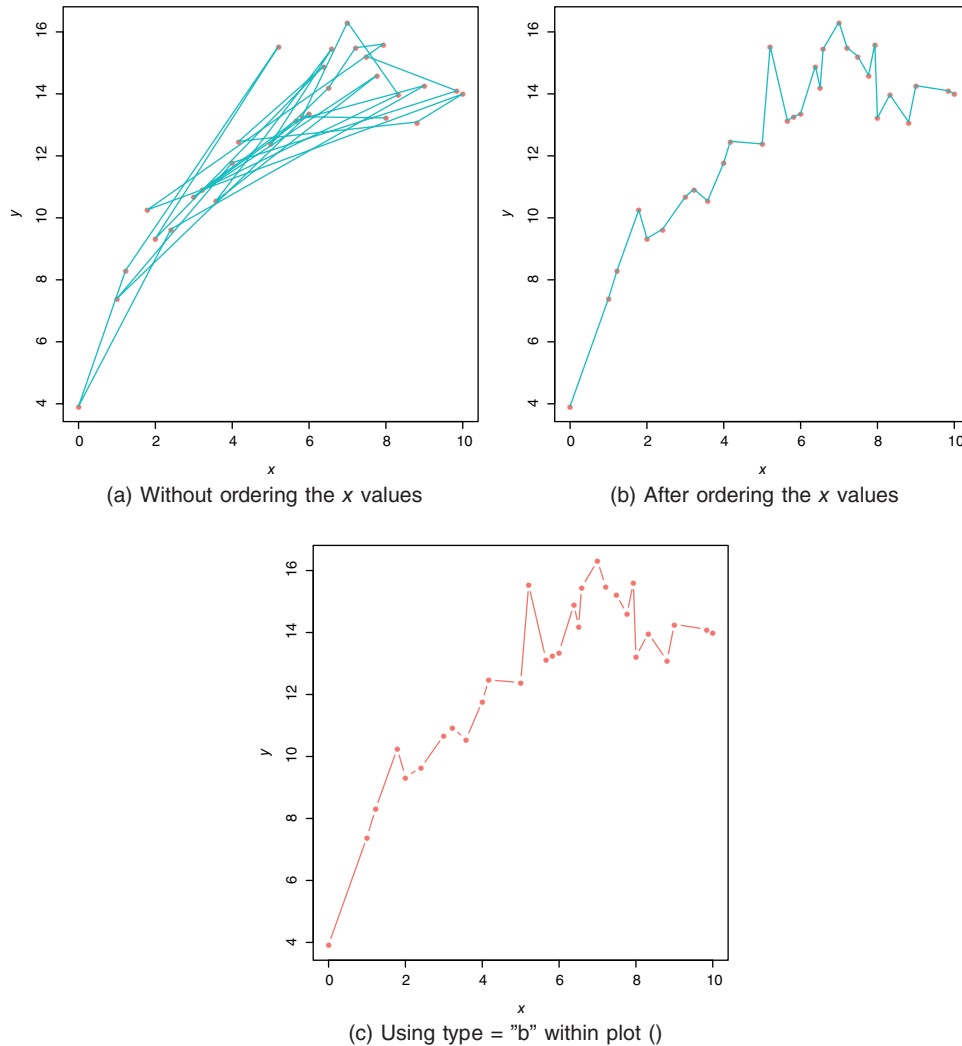 16
14
12
10
8
6
4
y
0 2 4 6 8 10
x
(a) Without ordering the x values
16
14
12
10
8
6
4
y
0 2 4 6 8 10
x
(b) After ordering the x values
16
14
12
10
8
6
4
y
0 2 4 6 8 10
x
(c) Using type = ”b” within plot ()